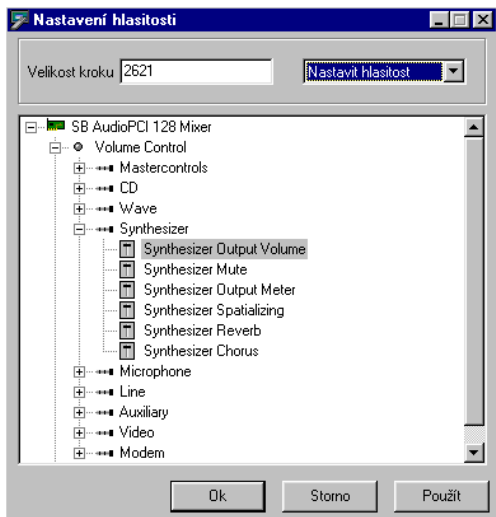 Nastavení hlasitosti
Velikost kroku 2621 Nastavit hlasitost
SB AudioPCI 128 Mixer
Volume Control
Mastercontrols
CD
Wave
Synthesizer
Synthesizer Output Volume
Synthesizer Mute
Synthesizer Output Meter
Synthesizer Spatializing
Synthesizer Reverb
Synthesizer Chorus
Microphone
Line
Auxiliary
Video
Modem
Ok Storno Použít